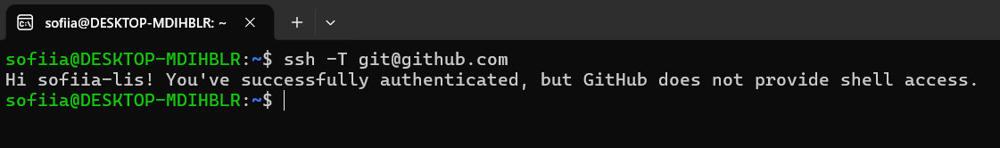 sofiia@DESKTOP-MDIHBLR: ~
sofiia@DESKTOP-MDIHBLR:~$ ssh -T git@github.com
Hi sofiia-lis! You've successfully authenticated, but GitHub does not provide shell access.
sofiia@DESKTOP-MDIHBLR:~$